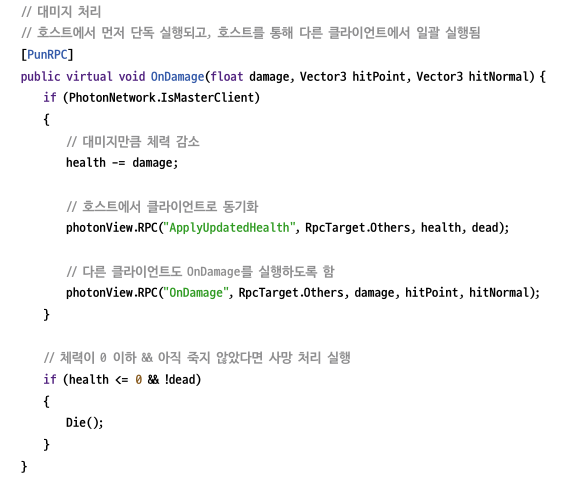 // 대미지 처리
// 호스트에서 먼저 단독 실행되고, 호스트를 통해 다른 클라이언트에서 일괄 실행됨
[PunRPC]
public virtual void OnDamage(float damage, Vector3 hitPoint, Vector3 hitNormal) {
if (PhotonNetwork.IsMasterClient)
{
// 대미지만큼 체력 감소
health -= damage;
// 호스트에서 클라이언트로 동기화
photonView.RPC("ApplyUpdatedHealth", RpcTarget.Others, health, dead);
// 다른 클라이언트도 OnDamage를 실행하도록 함
photonView.RPC("OnDamage", RpcTarget.Others, damage, hitPoint, hitNormal);
}
// 체력이 0 이하 && 아직 죽지 않았다면 사망 처리 실행
if (health <= 0 && !dead)
{
Die();
}
}